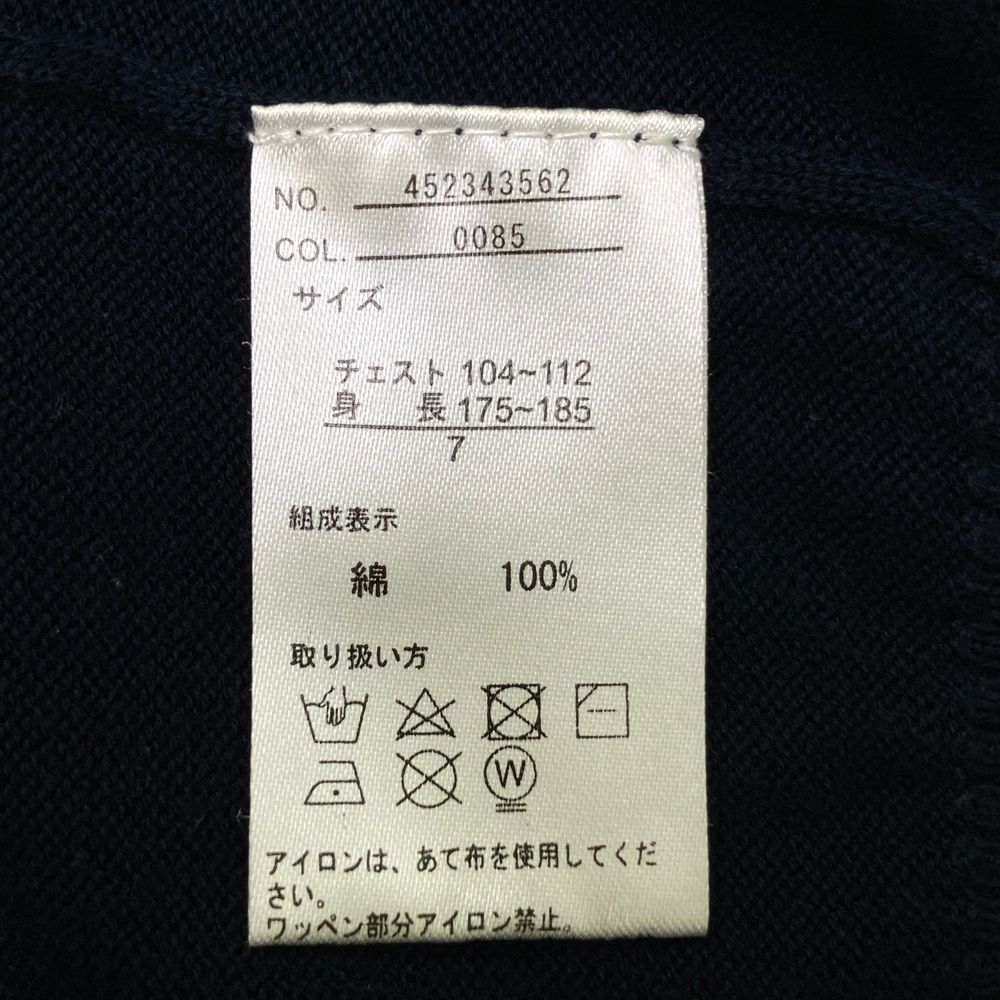 NO. 452343562
COL. 0085
サイズ
チェスト 104~112
身 長 175~185
7
組成表示
綿 100%
取り扱い方
W
アイロンは、あて布を使用してくだ
さい。
ワッペン部分アイロン禁止。